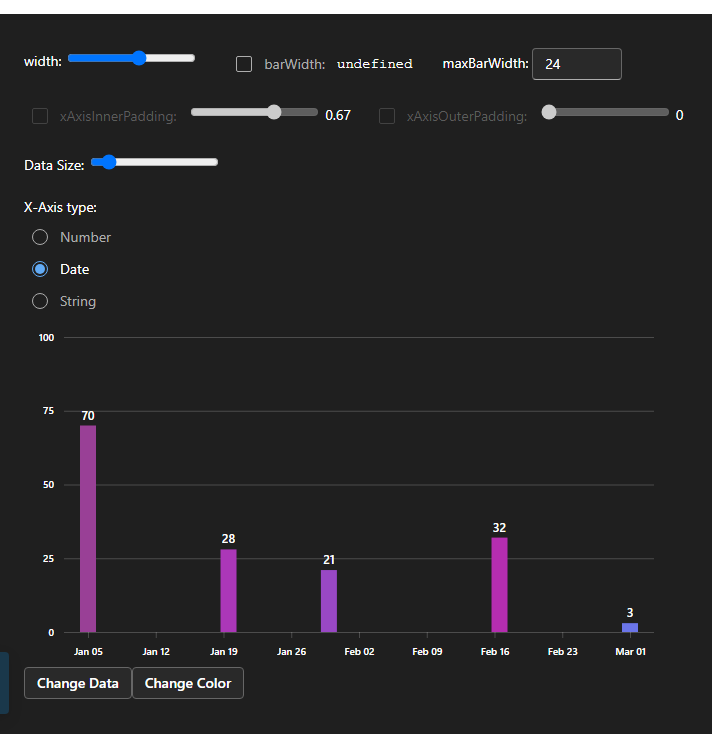 width: barWidth: undefined maxBarWidth: 24
xAxisInnerPadding: 0.67 xAxisOuterPadding: 0
Data Size:
X-Axis type:
Number
Date
String
100
75
70
50
32
28
25
21
3
0
Jan 05 Jan 12 Jan 19 Jan 26 Feb 02 Feb 09 Feb 16 Feb 23 Mar 01
Change Data Change Color